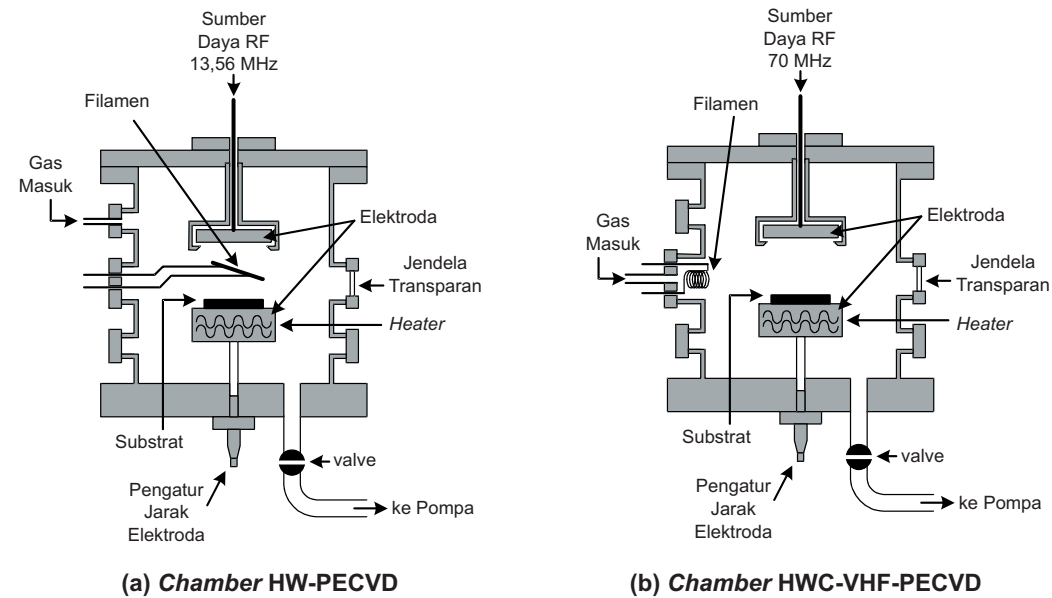 Sumber
Daya RF
13,56 MHz
Filamen
Gas
Masuk
Elektroda
Jendela
Transparan
Heater
Substrat
valve
Pengatur
Jarak
Elektroda
ke Pompa
(a) Chamber HW-PECVD
Sumber
Daya RF
70 MHz
Filamen
Gas
Masuk
Elektroda
Jendela
Transparan
Heater
Substrat
valve
Pengatur
Jarak
Elektroda
ke Pompa
(b) Chamber HWC-VHF-PECVD